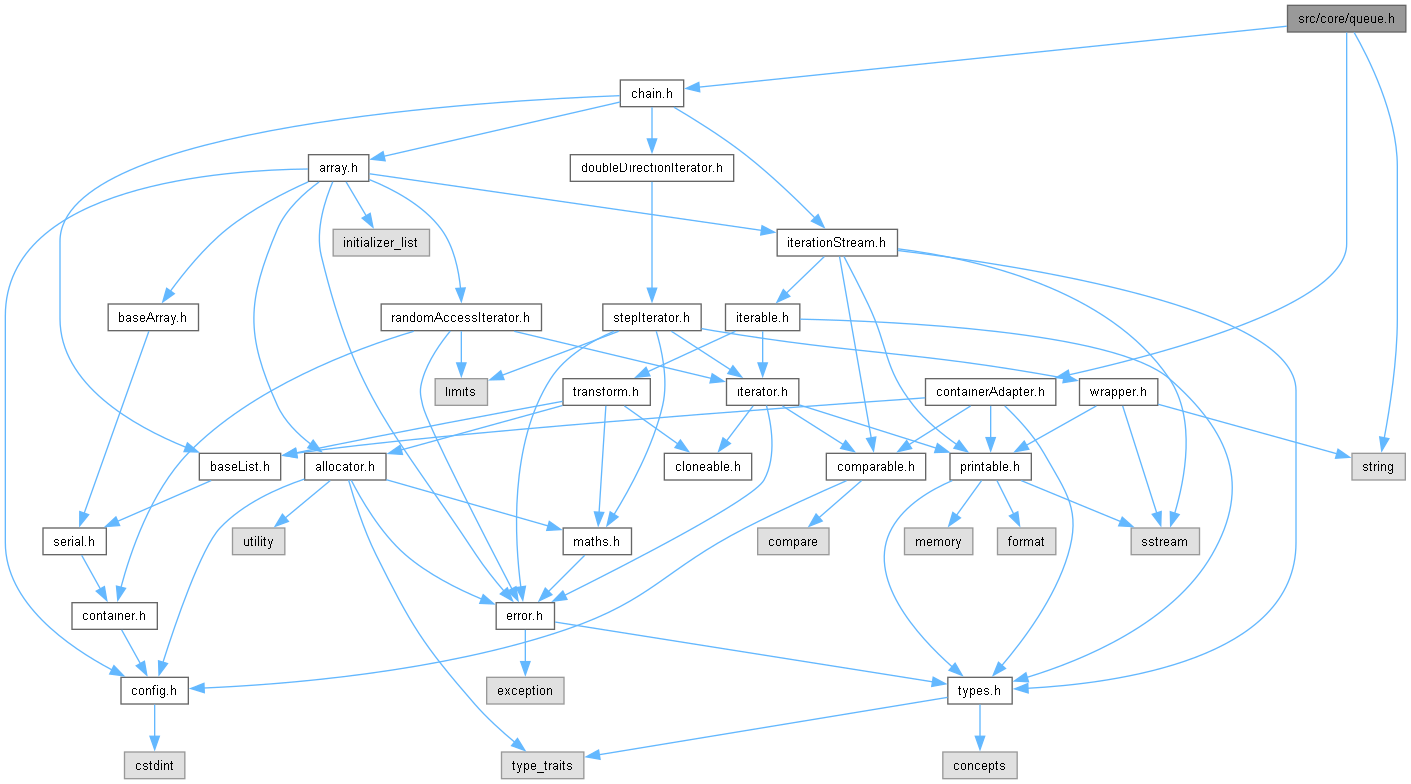 src/core/queue.h
chain.h
array.h
doubleDirectionIterator.h
initializer_list
iterationStream.h
baseArray.h
randomAccessIterator.h
stepIterator.h
iterable.h
limits
transform.h
iterator.h
containerAdapter.h
wrapper.h
baseList.h
allocator.h
cloneable.h
comparable.h
printable.h
string
serial.h
utility
maths.h
compare
memory
format
sstream
container.h
error.h
config.h
exception
types.h
cstdint
type_traits
concepts